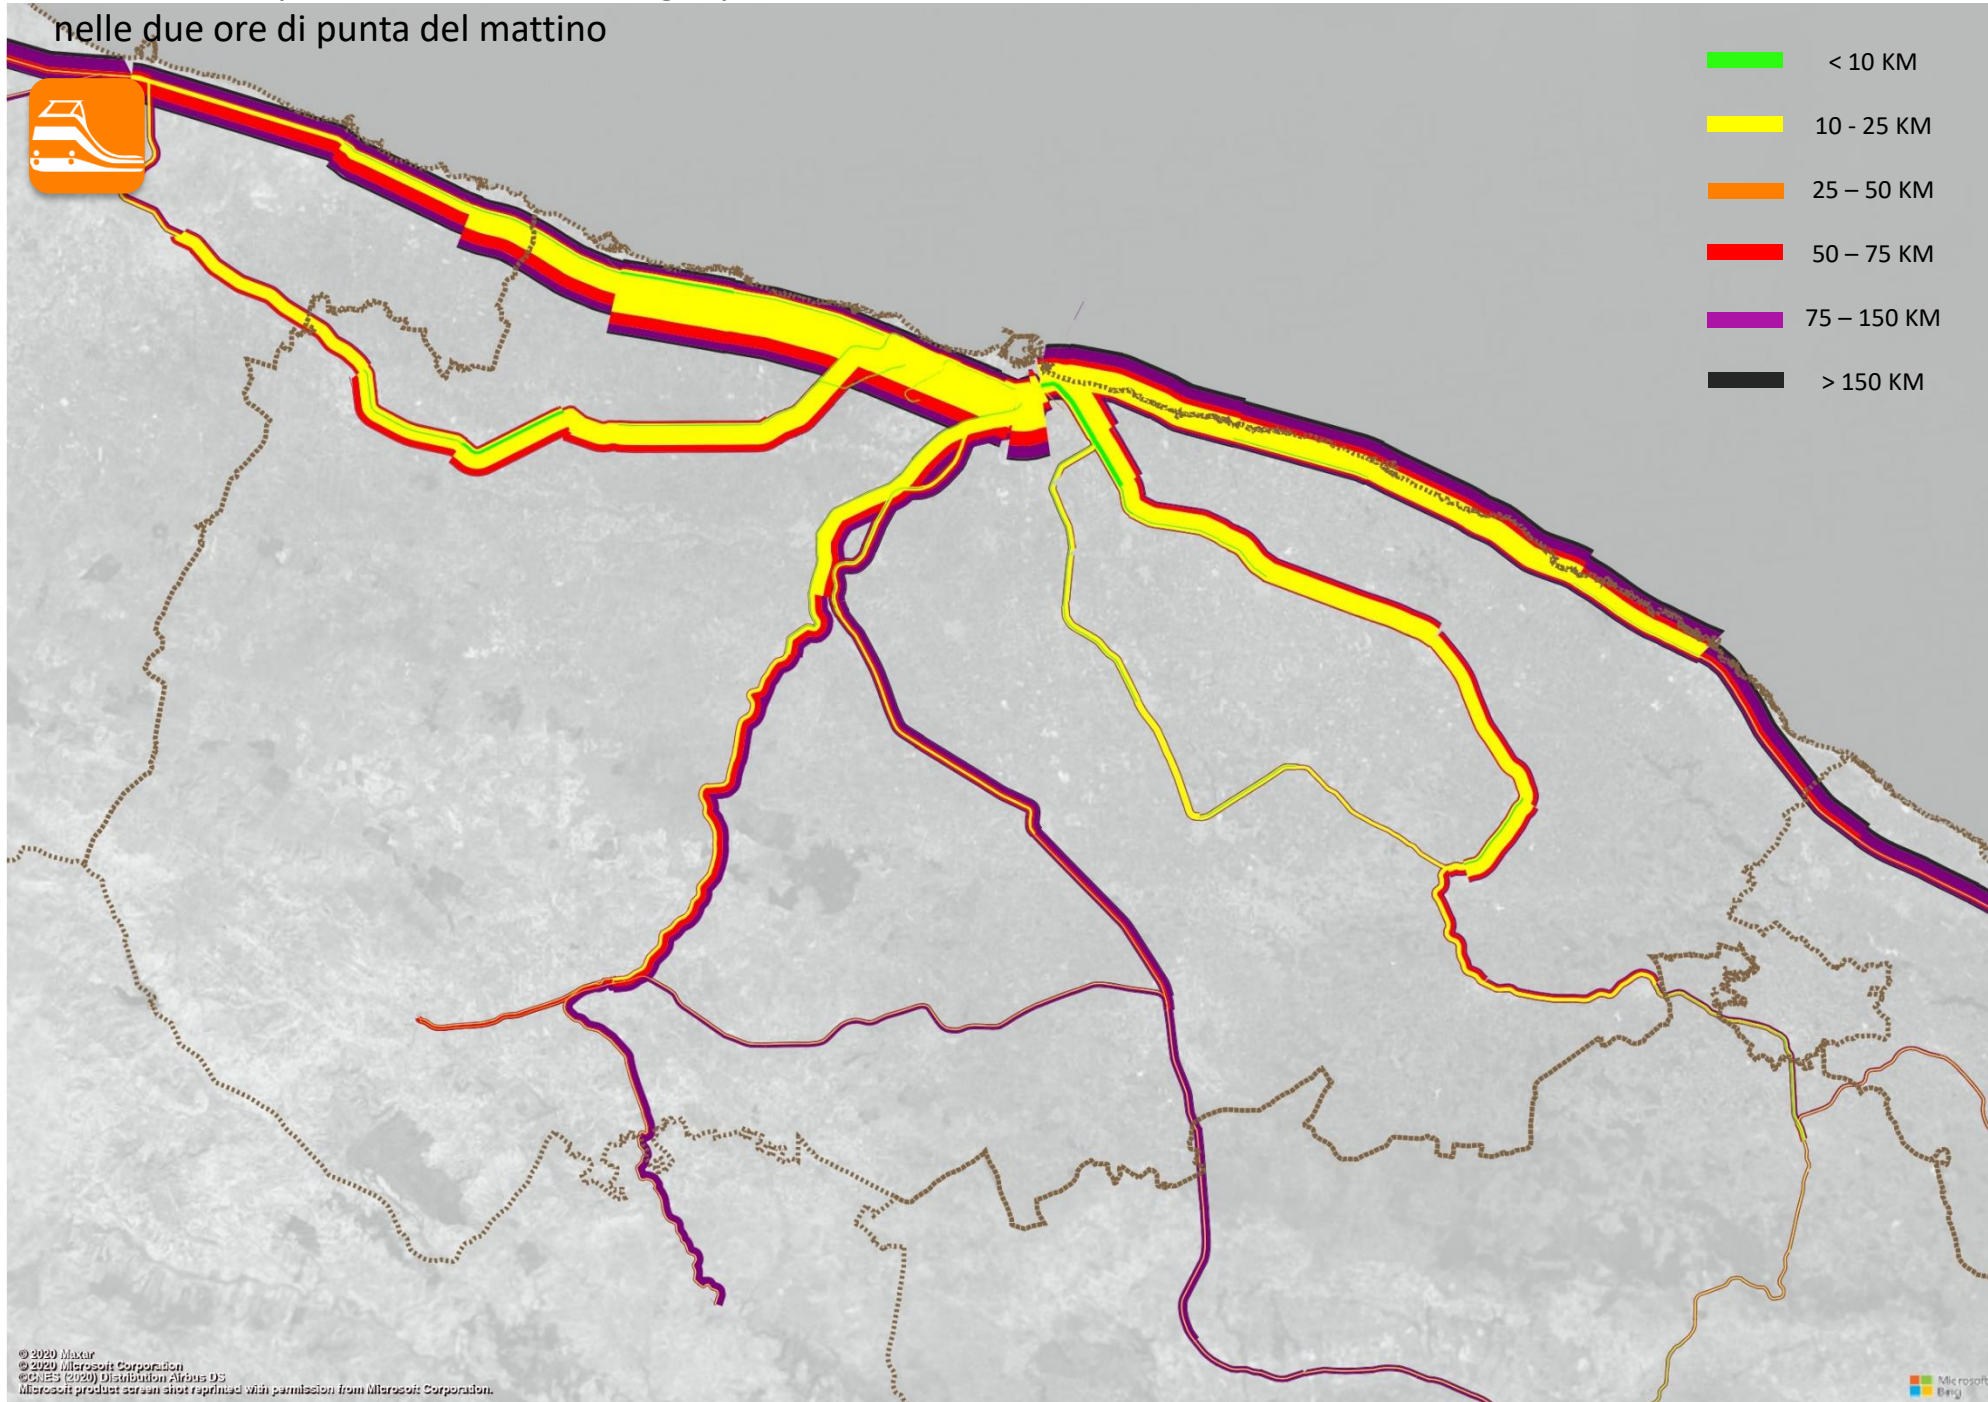 nelle due ore di punta del mattino
< 10 KM
10 - 25 KM
25 – 50 KM
50 – 75 KM
75 – 150 KM
> 150 KM
© 2020 Maxar
© 2020 Microsoft Corporation
©CNES (2020) Distribution Airbus DS
Microsoft product screen shot reprinted with permission from Microsoft Corporation.
Microsoft
Bing